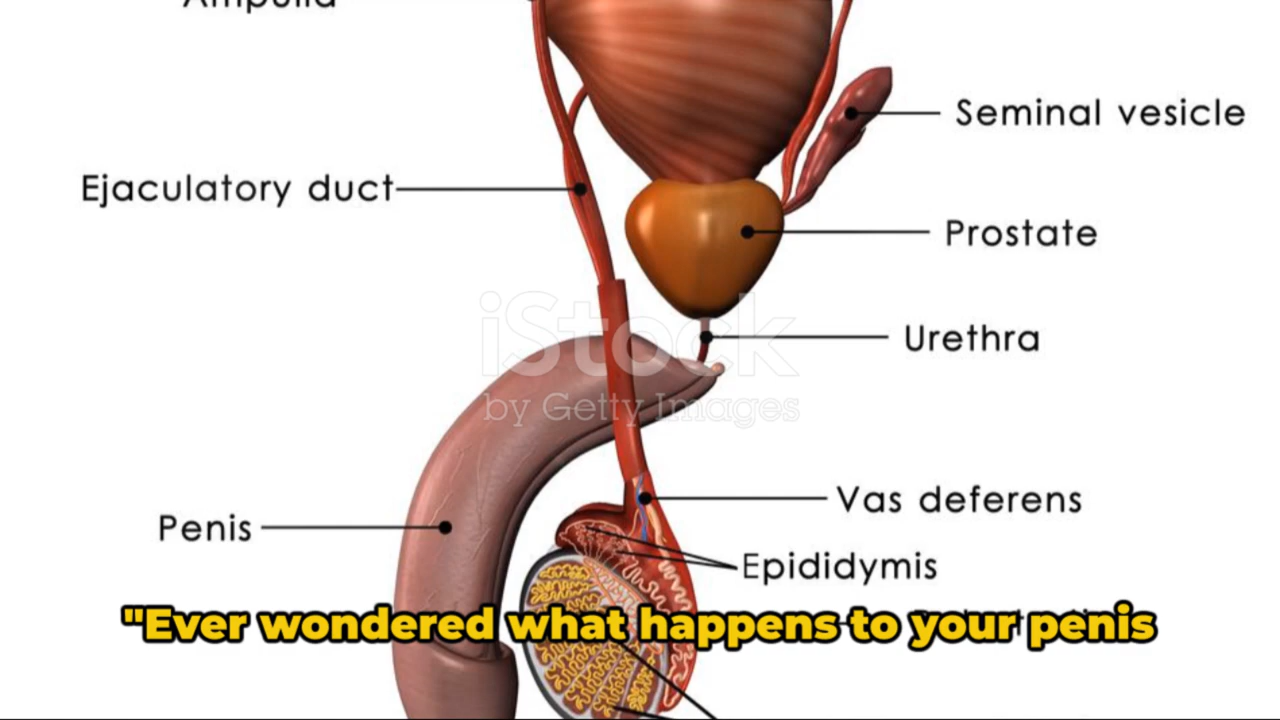 Ampulla
Seminal vesicle
Ejaculatory duct
Prostate
iStock
Urethra
by Getty Images
Vas deferens
Penis
Epididymis
"Ever wondered what happens to your penis